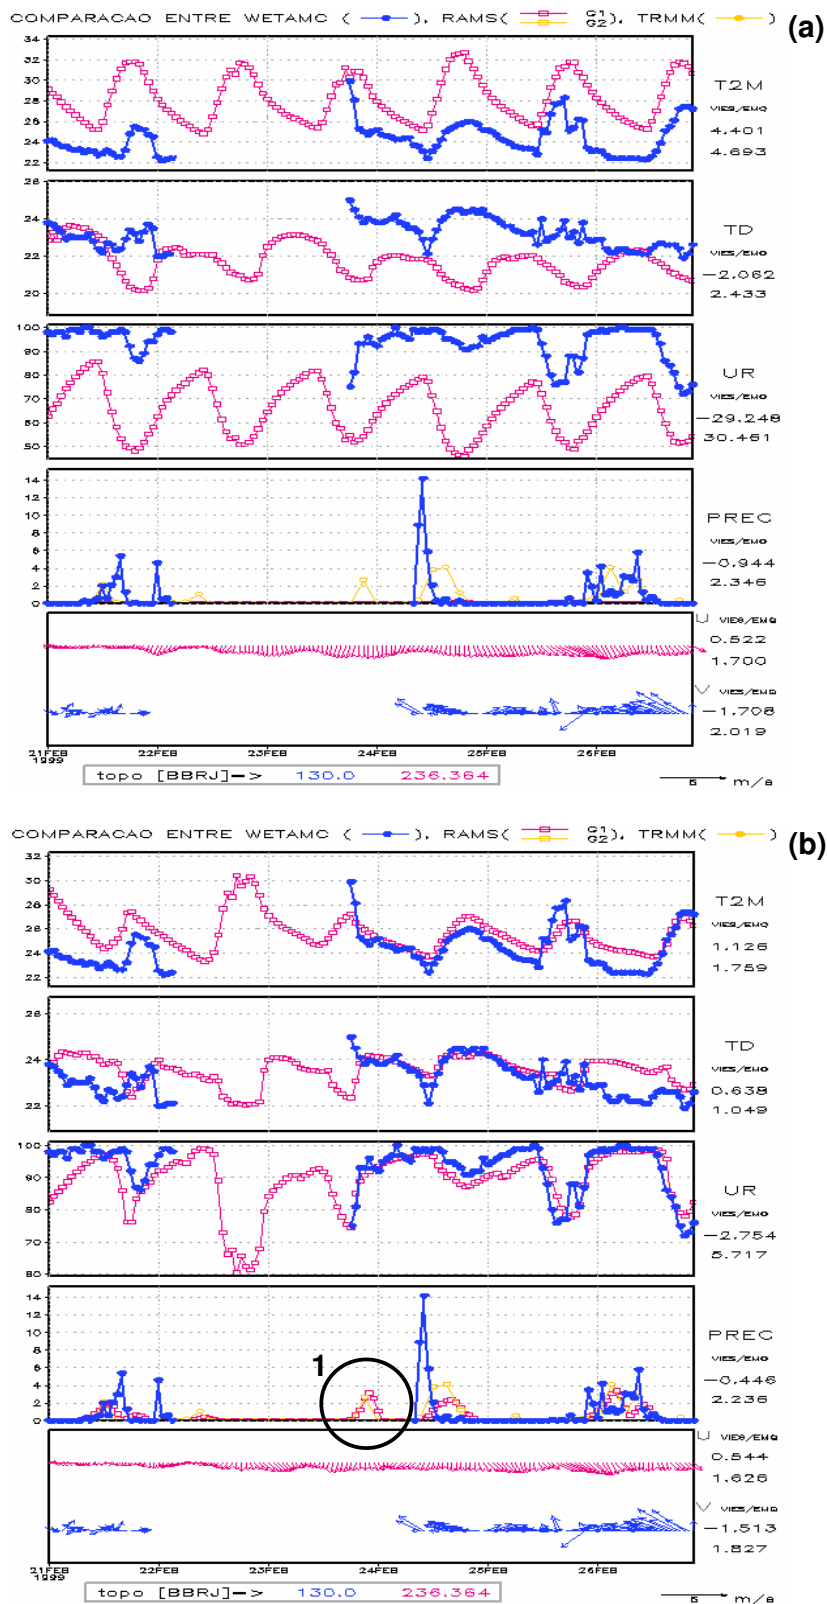 COMPARACAO ENTRE WETAMC ( ), RAMS( G1 G2), TRMM( )
(a)
34
32
30
28
26
24
22
T2M
VIES/EMQ
4.401
4.693
26
24
22
20
TD
VIES/EMQ
-2.062
2.433
100
90
80
70
60
50
UR
VIES/EMQ
-29.248
30.461
14
12
10
8
6
4
2
0
PREC
VIES/EMQ
-0.944
2.346
U VIES/EMQ
0.522
1.700
V VIES/EMQ
-1.708
2.019
21FEB 22FEB 23FEB 24FEB 25FEB 26FEB
1999
topo [BBRJ]-> 130.0 236.364
5 m/s
COMPARACAO ENTRE WETAMC ( ), RAMS( G1 G2), TRMM( )
(b)
32
30
28
26
24
22
T2M
VIES/EMQ
1.126
1.759
26
24
22
TD
VIES/EMQ
0.638
1.049
100
90
80
70
60
UR
VIES/EMQ
-2.754
5.717
14
12
10
8
6
4
2
0
1
PREC
VIES/EMQ
-0.446
2.236
U VIES/EMQ
0.544
1.626
V VIES/EMQ
-1.513
1.827
21FEB 22FEB 23FEB 24FEB 25FEB 26FEB
1999
topo [BBRJ]-> 130.0 236.364
5 m/s